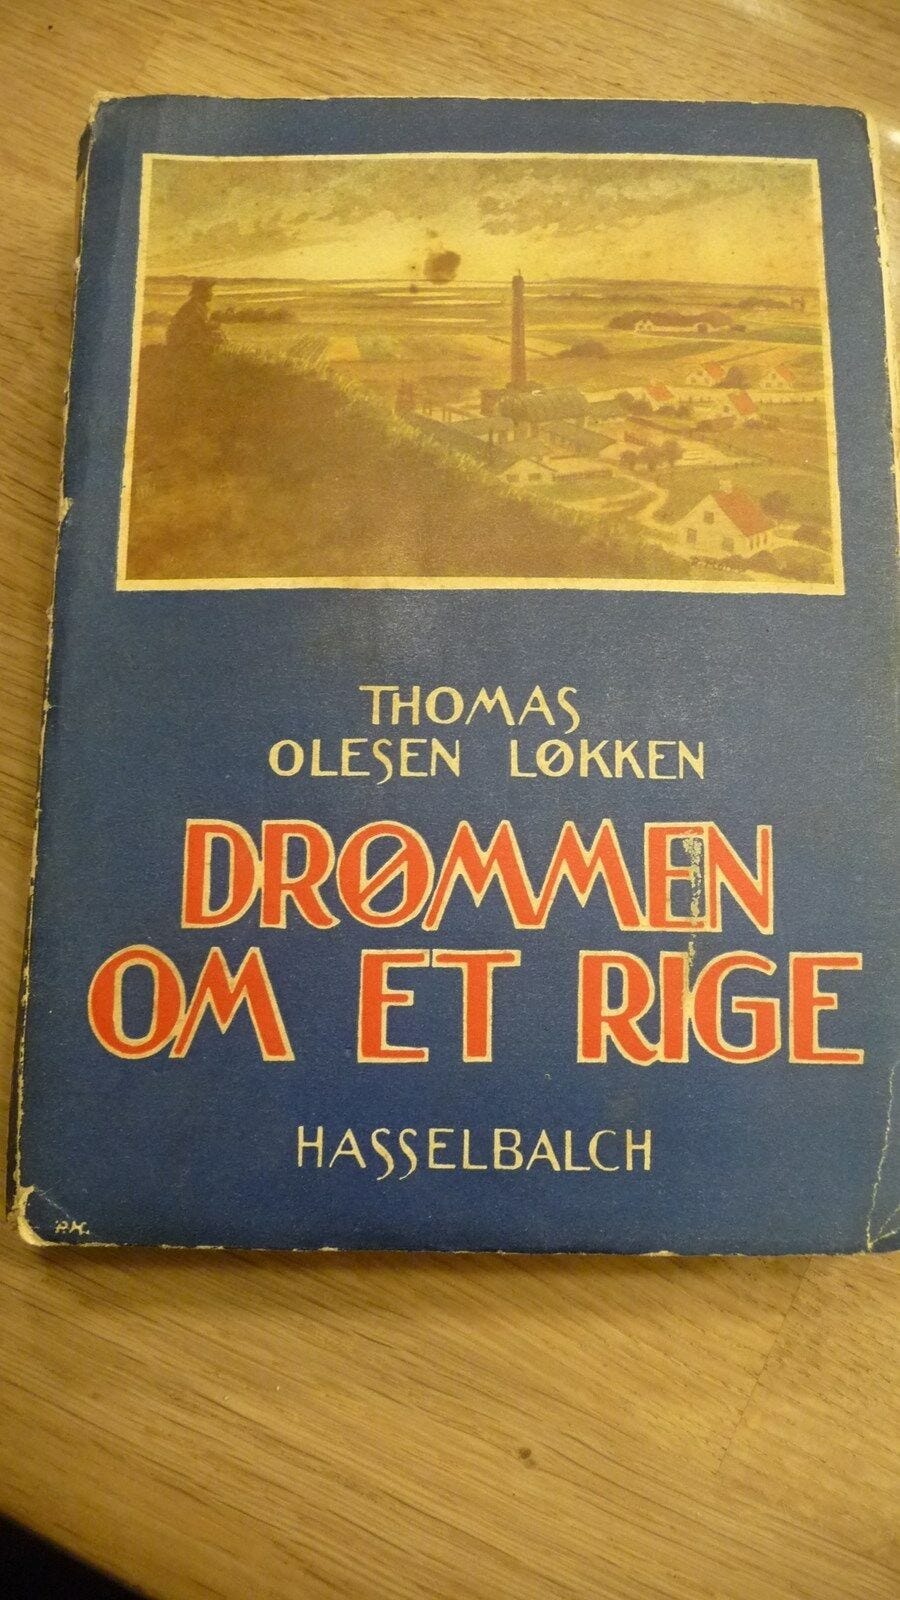 THOMAS
OLESEN LØKKEN
DRØMMEN
OM ET RIGE
HASSELBALCH